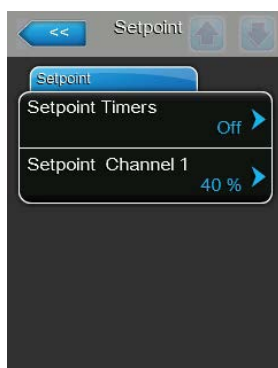 << Setpoint
Setpoint
Setpoint Timers
Off
Setpoint Channel 1
40 %